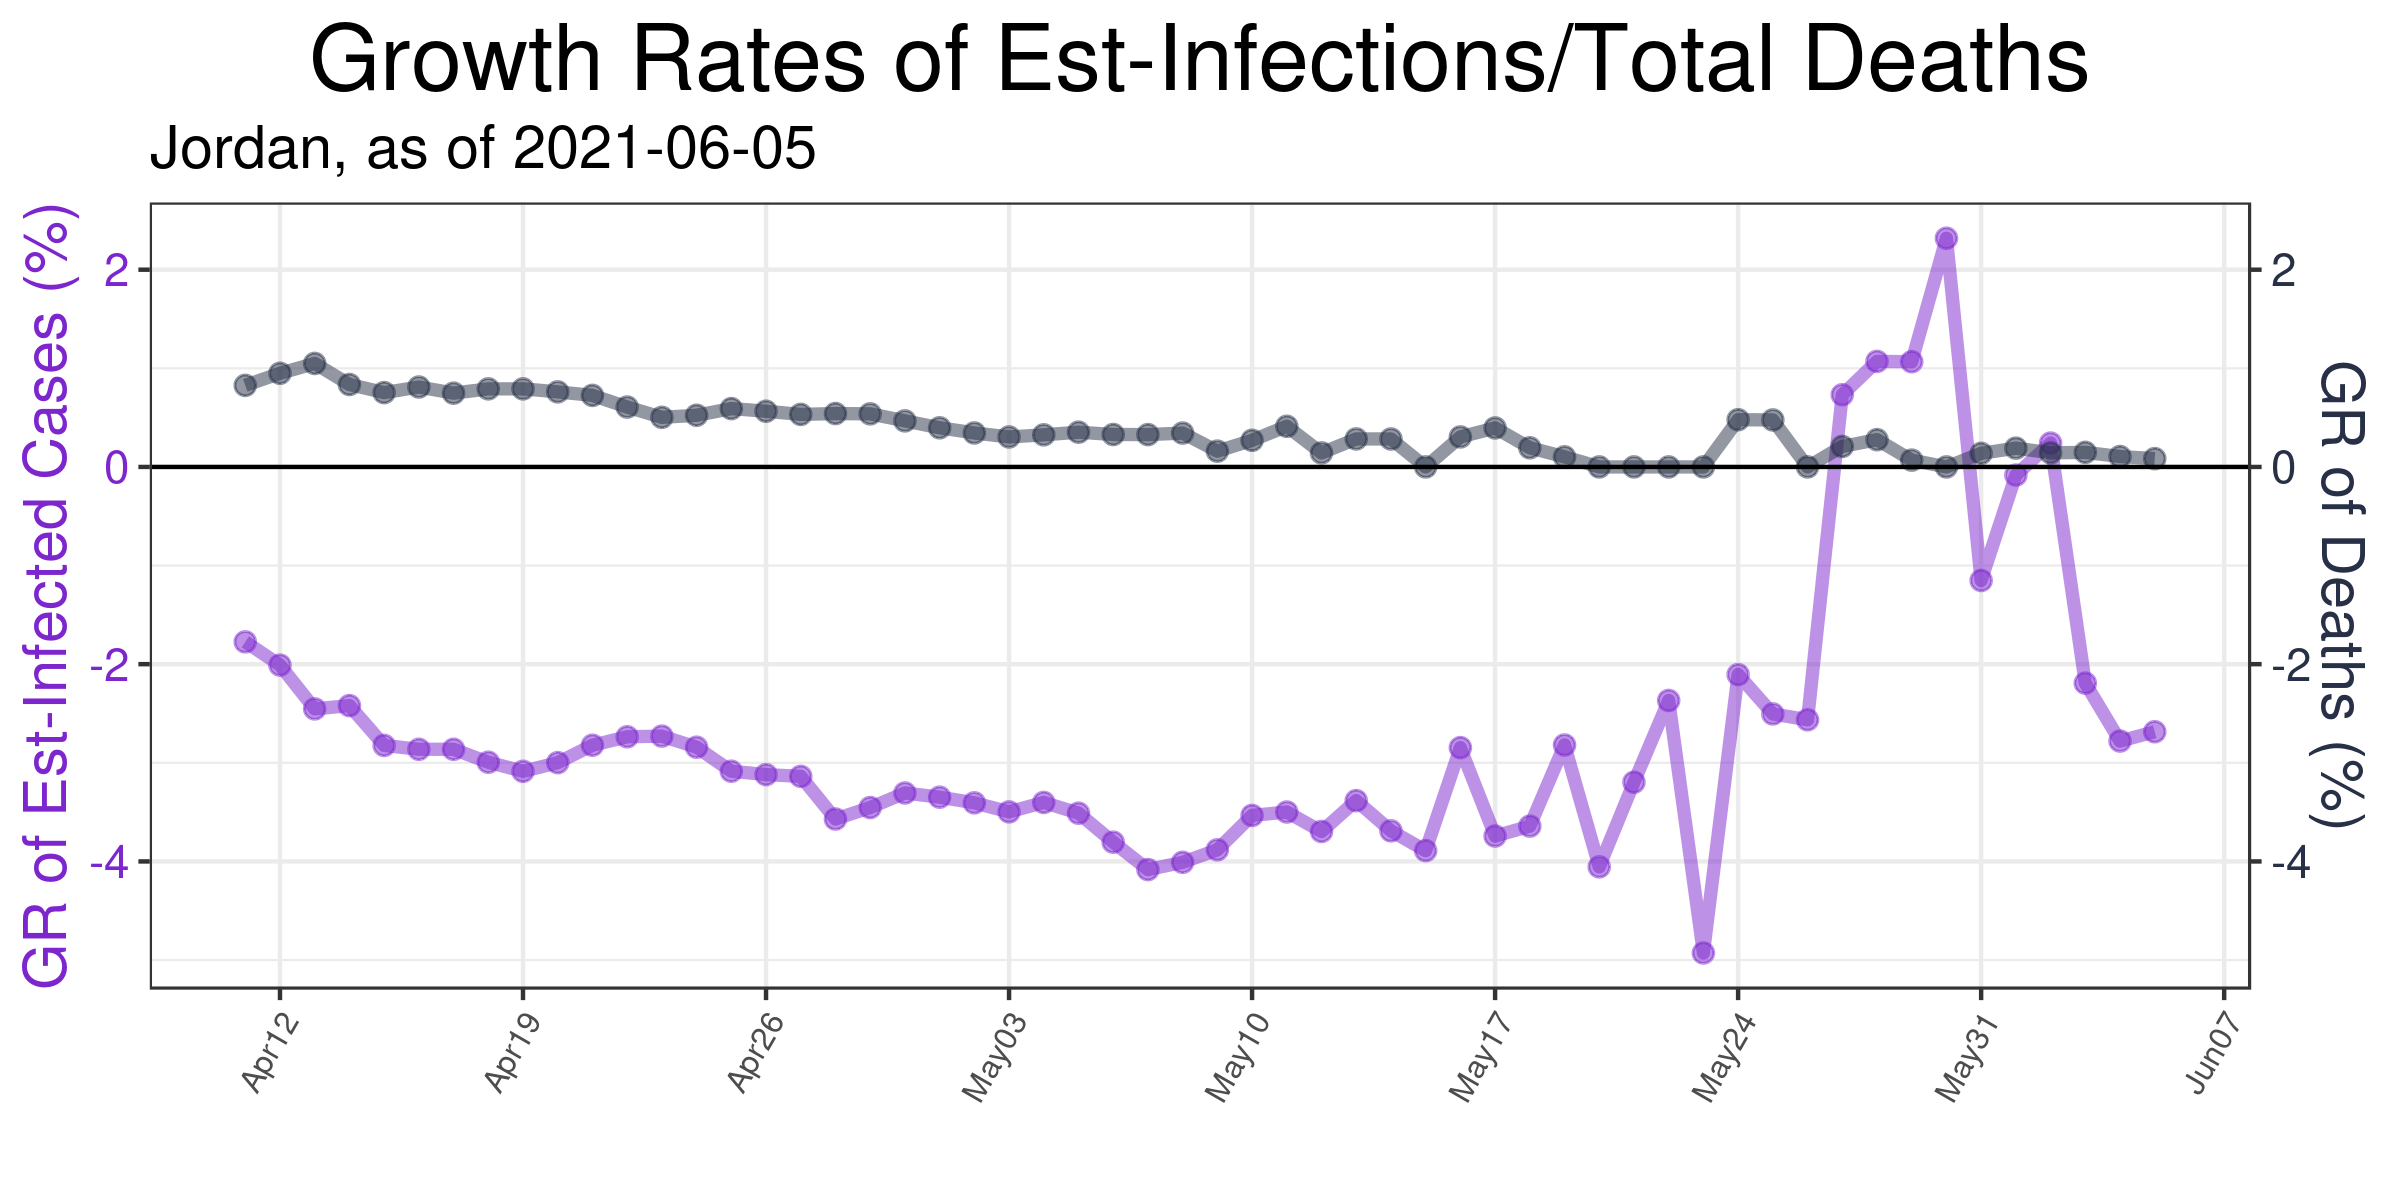 Growth Rates of Est-Infections/Total Deaths
Jordan, as of 2021-06-05
GR of Est-Infected Cases (%)
2
0
-2
-4
2
0
-2
-4
GR of Deaths (%)
Apr12
Apr19
Apr26
May03
May10
May17
May24
May31
Jun07